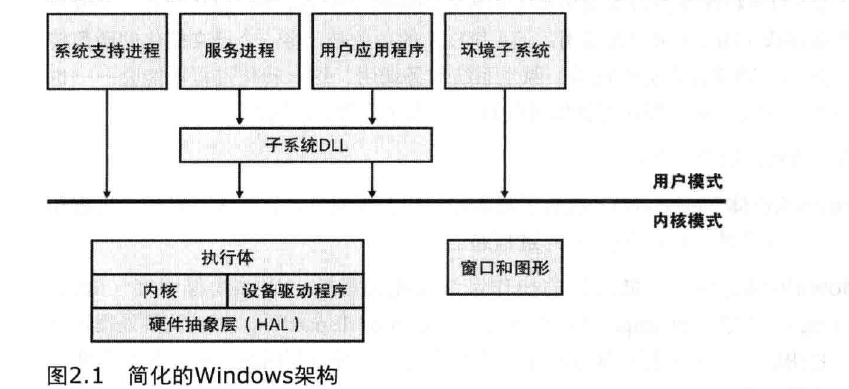 系统支持进程 服务进程 用户应用程序 环境子系统
子系统DLL
用户模式
内核模式
执行体
窗口和图形
内核 设备驱动程序
硬件抽象层（HAL）
图2.1 简化的Windows架构